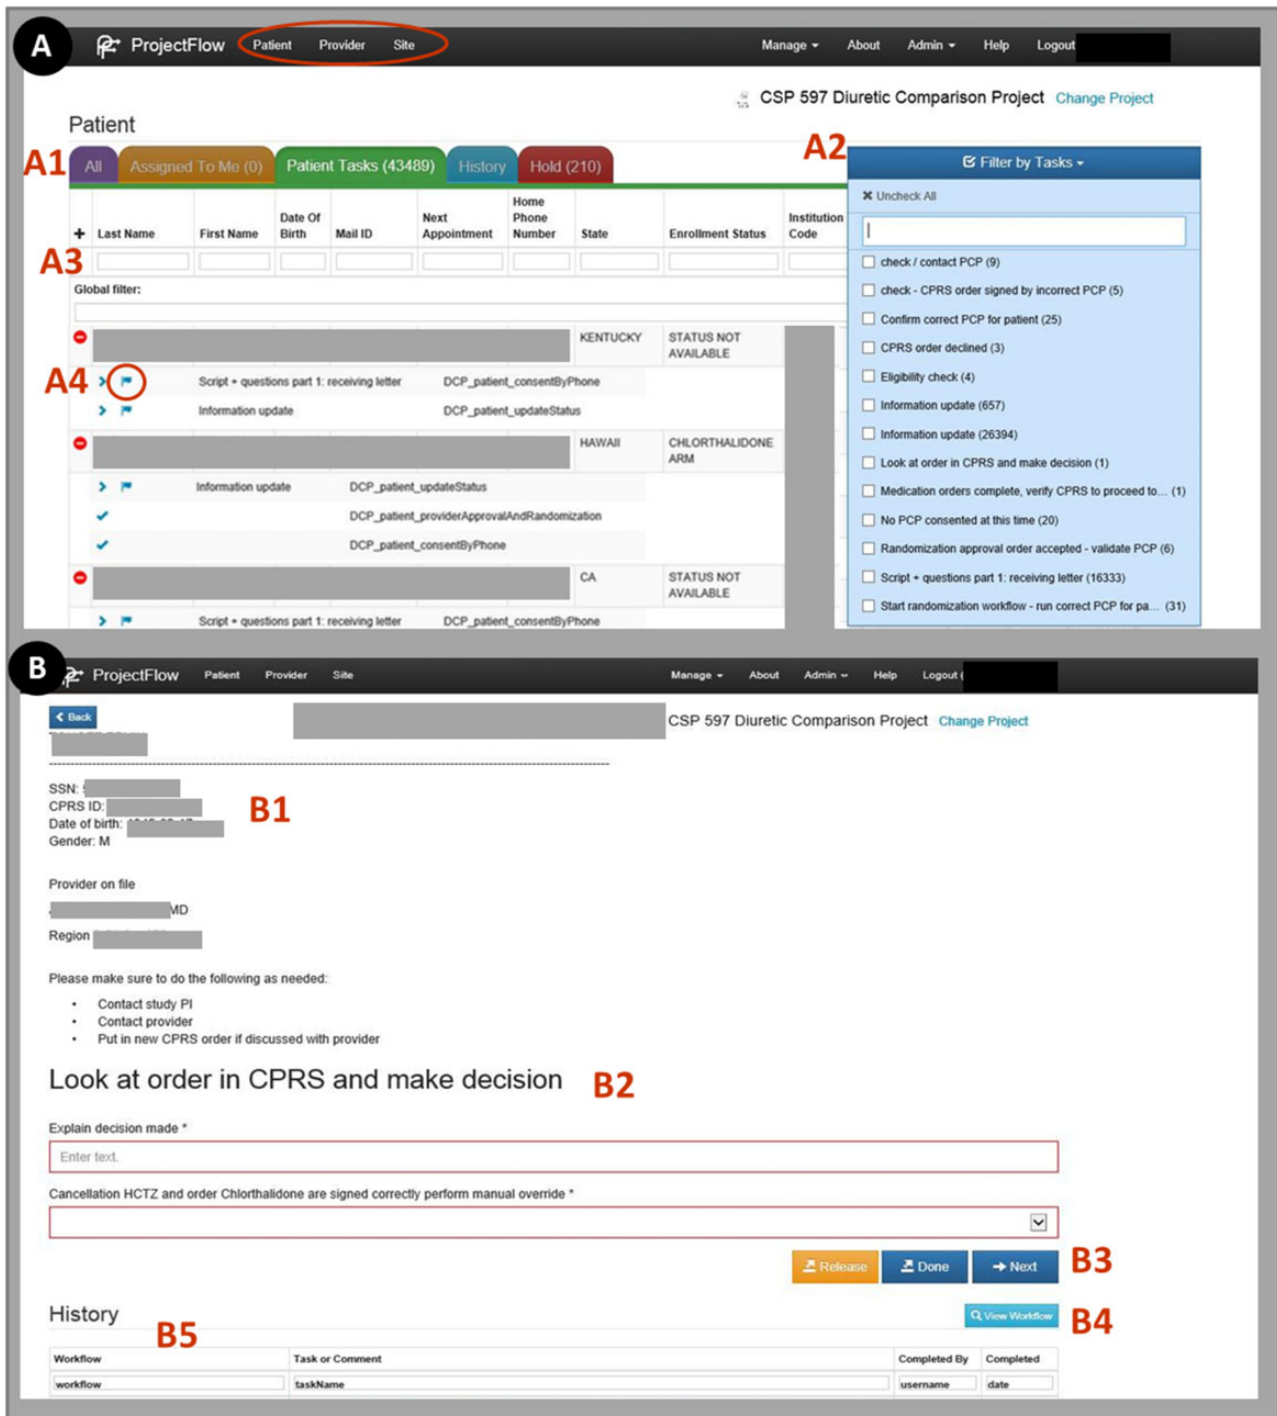 A
ProjectFlow Patient Provider Site Manage About Admin Help Logout
CSP 597 Diuretic Comparison Project Change Project
Patient
A1 All Assigned To Me (0) Patient Tasks (43489) History Hold (210)
+ Last Name First Name Date Of Birth Mail ID Next Appointment Home Phone Number State Enrollment Status Institution Code
A3
Global filter:
KENTUCKY STATUS NOT AVAILABLE
A4 Script + questions part 1: receiving letter DCP_patient_consentByPhone
Information update DCP_patient_updateStatus
HAWAII CHLORTHALIDONE ARM
Information update DCP_patient_updateStatus
DCP_patient_providerApprovalAndRandomization
DCP_patient_consentByPhone
CA STATUS NOT AVAILABLE
Script + questions part 1: receiving letter DCP_patient_consentByPhone
A2 Filter by Tasks
Uncheck All
check / contact PCP (9)
check - CPRS order signed by incorrect PCP (5)
Confirm correct PCP for patient (25)
CPRS order declined (3)
Eligibility check (4)
Information update (657)
Information update (26394)
Look at order in CPRS and make decision (1)
Medication orders complete, verify CPRS to proceed to... (1)
No PCP consented at this time (20)
Randomization approval order accepted - validate PCP (6)
Script + questions part 1: receiving letter (16333)
Start randomization workflow - run correct PCP for pa... (31)
B
ProjectFlow Patient Provider Site Manage About Admin Help Logout (
Back
CSP 597 Diuretic Comparison Project Change Project
SSN:
CPRS ID:
B1
Date of birth:
Gender: M
Provider on file
MD
Region
Please make sure to do the following as needed:
• Contact study PI
• Contact provider
• Put in new CPRS order if discussed with provider
Look at order in CPRS and make decision B2
Explain decision made *
Enter text.
Cancellation HCTZ and order Chlorthalidone are signed correctly perform manual override *
Release Done Next B3
History View Workflow B4
B5
Workflow Task or Comment Completed By Completed
workflow taskName username date